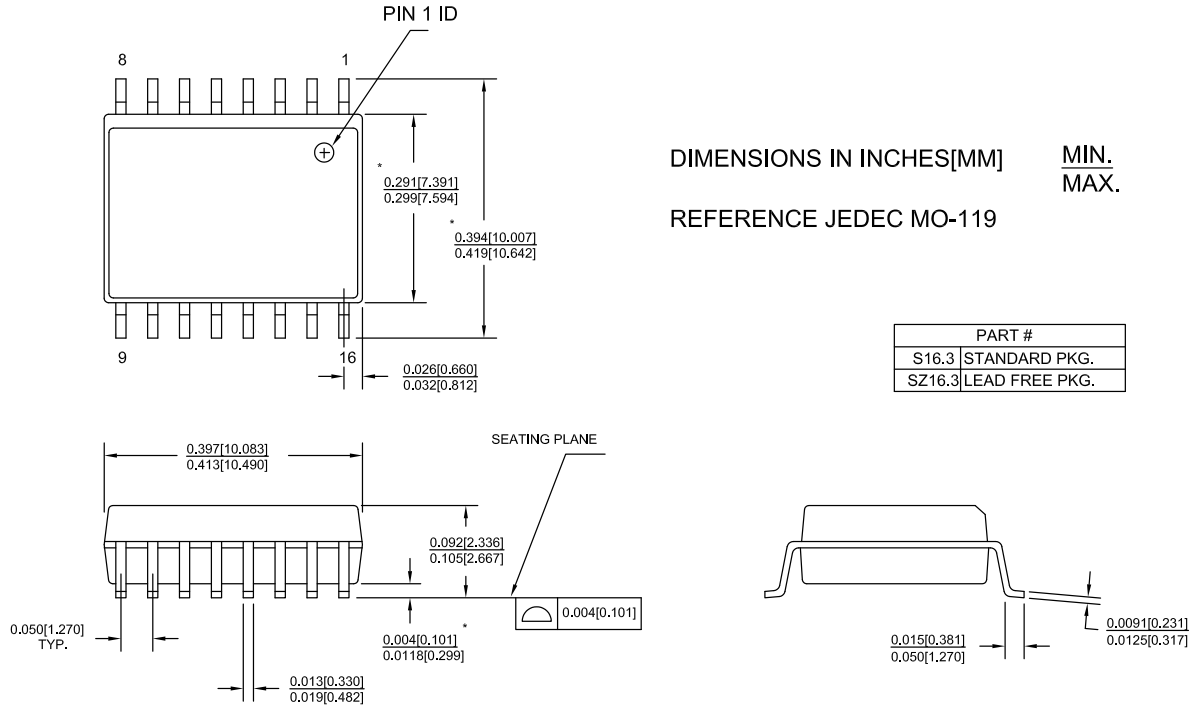 PIN 1 ID
8
1
*
0.291[7.391]
0.299[7.594]
*
0.394[10.007]
0.419[10.642]
DIMENSIONS IN INCHES[MM]
MIN.
MAX.
REFERENCE JEDEC MO-119
9
16
0.026[0.660]
0.032[0.812]
PART #
S16.3 STANDARD PKG.
SZ16.3 LEAD FREE PKG.
0.397[10.083]
0.413[10.490]
SEATING PLANE
0.092[2.336]
0.105[2.667]
0.004[0.101]
0.050[1.270]
TYP.
*
0.004[0.101]
0.0118[0.299]
0.013[0.330]
0.019[0.482]
0.015[0.381]
0.050[1.270]
0.0091[0.231]
0.0125[0.317]